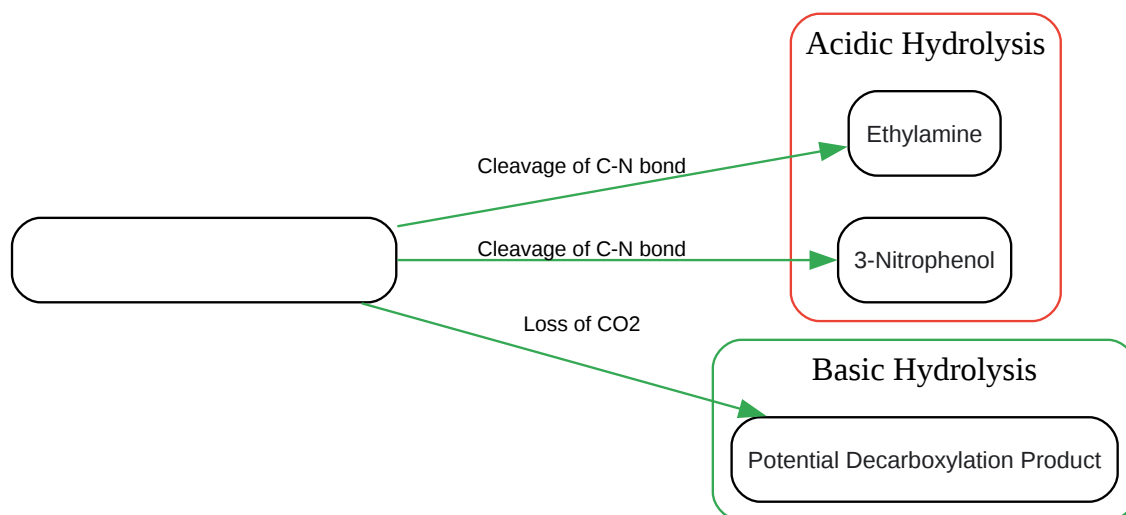 Acidic Hydrolysis
Ethylamine
Cleavage of C-N bond
Cleavage of C-N bond
3-Nitrophenol
Loss of CO2
Basic Hydrolysis
Potential Decarboxylation Product